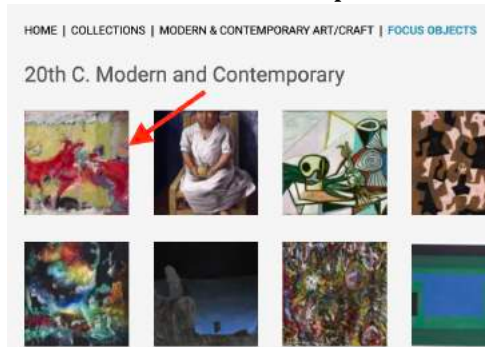 HOME | COLLECTIONS | MODERN & CONTEMPORARY ART/CRAFT | FOCUS OBJECTS
20th C. Modern and Contemporary